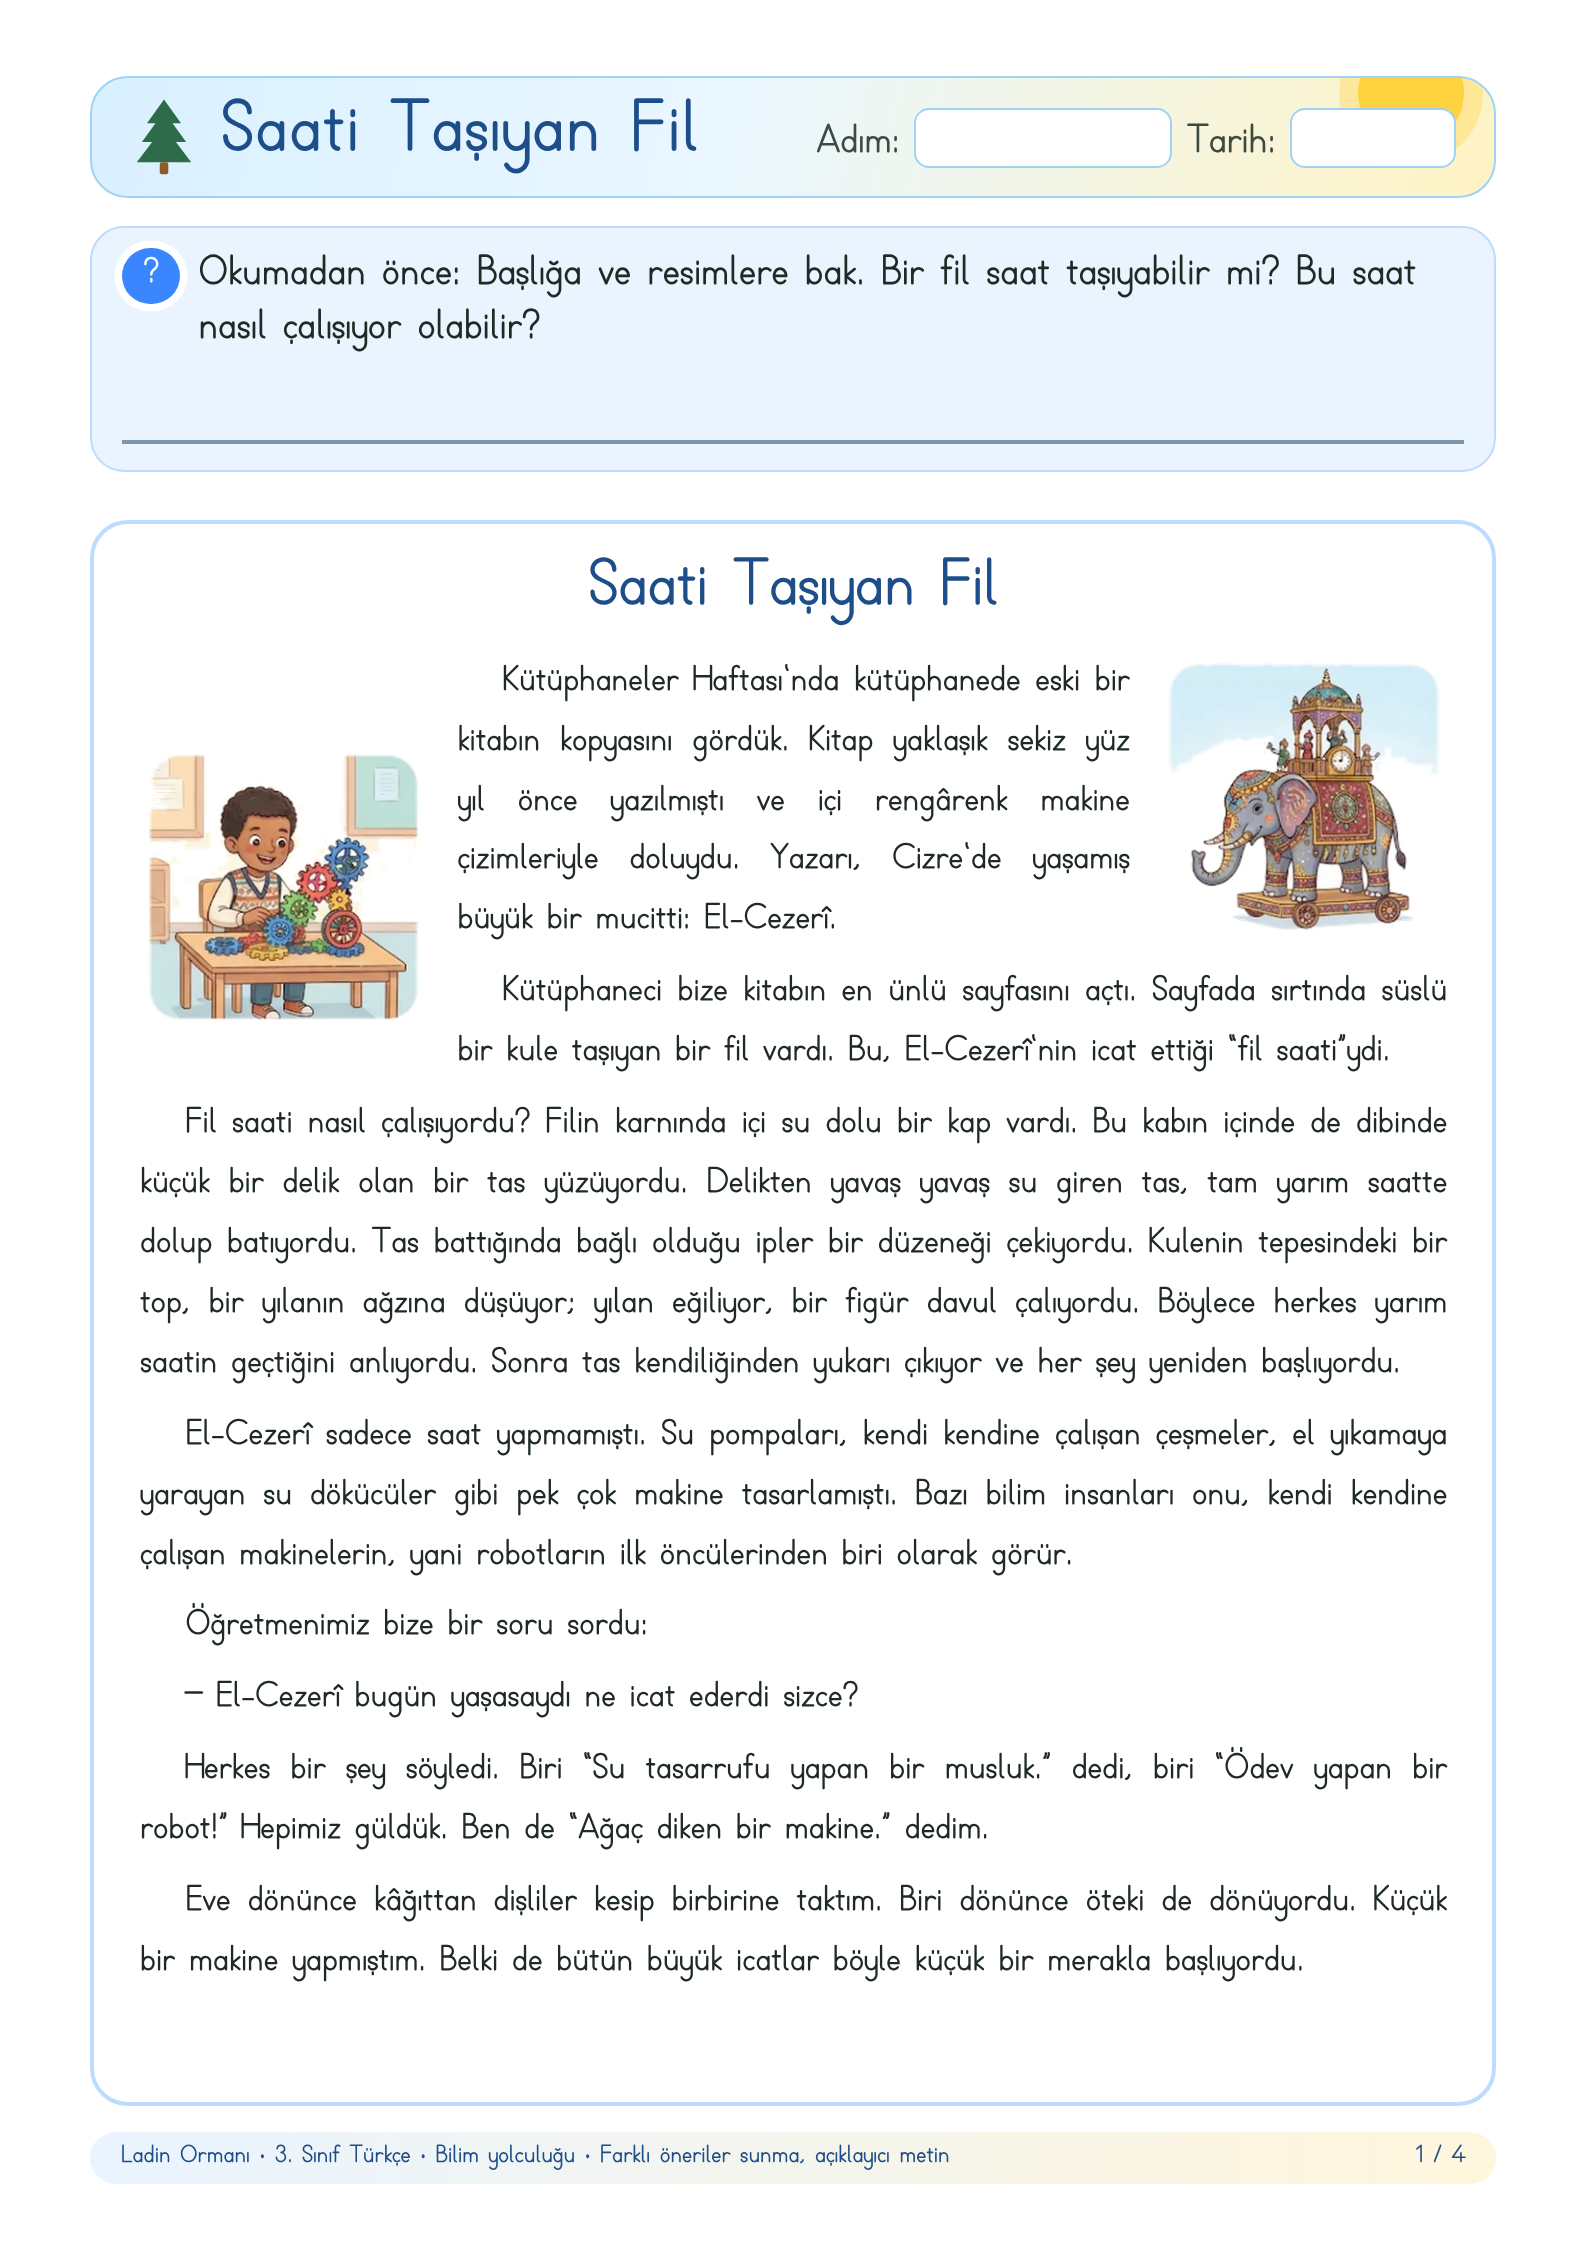 Saati Taşıyan Fil
Adım:
Tarih:
?
Okumadan önce: Başlığa ve resimlere bak. Bir fil saat taşıyabilir mi? Bu saat
nasıl çalışıyor olabilir?
Saati Taşıyan Fil
Kütüphaneler Haftası‘nda kütüphanede eski bir
kitabın kopyasını gördük. Kitap yaklaşık sekiz yüz
yıl önce yazılmıştı ve içi rengârenk makine
çizimleriyle doluydu. Yazarı, Cizre‘de yaşamış
büyük bir mucitti: El-Cezerî.
Kütüphaneci bize kitabın en ünlü sayfasını açtı. Sayfada sırtında süslü
bir kule taşıyan bir fil vardı. Bu, El-Cezerî‘nin icat ettiği “fil saati”ydi.
Fil saati nasıl çalışıyordu? Filin karnında içi su dolu bir kap vardı. Bu kabın içinde de dibinde
küçük bir delik olan bir tas yüzüyordu. Delikten yavaş yavaş su giren tas, tam yarım saatte
dolup batıyordu. Tas battığında bağlı olduğu ipler bir düzeneği çekiyordu. Kulenin tepesindeki bir
top, bir yılanın ağzına düşüyor; yılan eğiliyor, bir figür davul çalıyordu. Böylece herkes yarım
saatin geçtiğini anlıyordu. Sonra tas kendiliğinden yukarı çıkıyor ve her şey yeniden başlıyordu.
El-Cezerî sadece saat yapmamıştı. Su pompaları, kendi kendine çalışan çeşmeler, el yıkamaya
yarayan su dökücüler gibi pek çok makine tasarlamıştı. Bazı bilim insanları onu, kendi kendine
çalışan makinelerin, yani robotların ilk öncülerinden biri olarak görür.
Öğretmenimiz bize bir soru sordu:
– El-Cezerî bugün yaşasaydı ne icat ederdi sizce?
Herkes bir şey söyledi. Biri “Su tasarrufu yapan bir musluk.” dedi, biri “Ödev yapan bir
robot!” Hepimiz güldük. Ben de “Ağaç diken bir makine.” dedim.
Eve dönünce kâğıttan dişliler kesip birbirine taktım. Biri dönünce öteki de dönüyordu. Küçük
bir makine yapmıştım. Belki de bütün büyük icatlar böyle küçük bir merakla başlıyordu.
Ladin Ormanı • 3. Sınıf Türkçe • Bilim yolculuğu • Farklı öneriler sunma, açıklayıcı metin
1 / 4